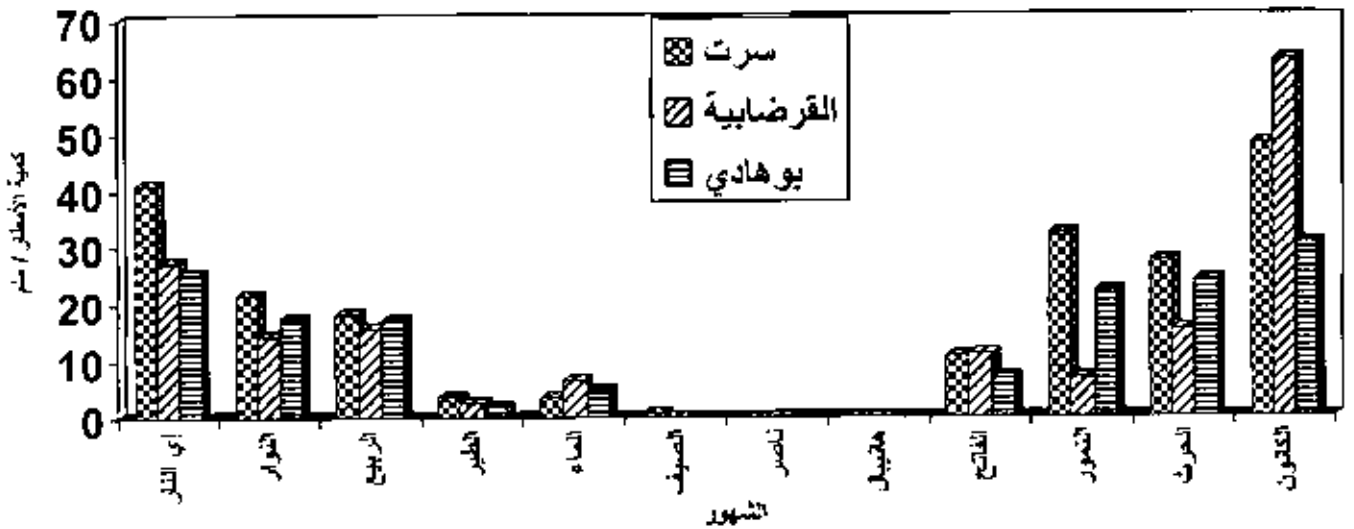 70
60
50
40
30
20
10
0
كمية الأمطار / ملم
سرت
القرضابية
بوهادي
أي النار
النوار
الربيع
الطير
الماء
الصيف
ناصر
هانيبال
الفاتح
التمور
الحرث
الكانون
الشهور